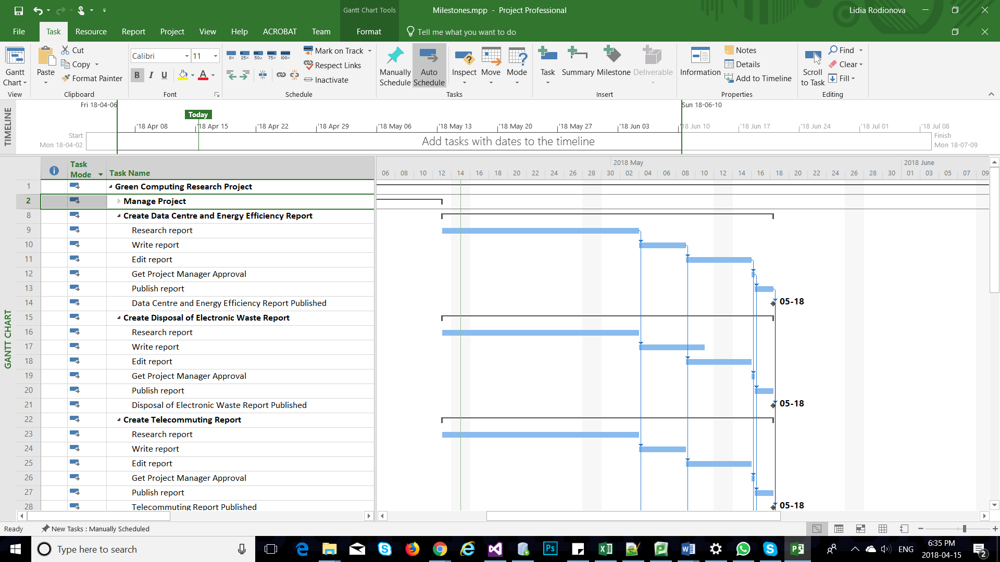 Gantt Chart Tools
Milestones.mpp - Project Professional
Lidia Rodionova
File Task Resource Report Project View Help ACROBAT Team Format Tell me what you want to do
Gantt Chart
View
Paste
Cut
Copy
Format Painter
Clipboard
Calibri 11
B I U A
Font
0% 25% 50% 75% 100%
Mark on Track
Respect Links
Inactivate
Schedule
Manually Schedule
Auto Schedule
Inspect
Move
Mode
Tasks
Task
Summary
Milestone
Deliverable
Insert
Information
Notes
Details
Add to Timeline
Properties
Scroll to Task
Find
Clear
Fill
Editing
TIMELINE
Fri 18-04-06
Sun 18-06-10
Today
'18 Apr 08 '18 Apr 15 '18 Apr 22 '18 Apr 29 '18 May 06 '18 May 13 '18 May 20 '18 May 27 '18 Jun 03 '18 Jun 10 '18 Jun 17 '18 Jun 24 '18 Jul 01 '18 Jul 08
Start
Mon 18-04-02
Add tasks with dates to the timeline
Finish
Mon 18-07-09
GANTT CHART
Task Mode
Task Name
2018 May
2018 June
06 08 10 12 14 16 18 20 22 24 26 28 30 02 04 06 08 10 12 14 16 18 20 22 24 26 28 30 01 03 05 07 09
1 Green Computing Research Project
2 Manage Project
8 Create Data Centre and Energy Efficiency Report
9 Research report
10 Write report
11 Edit report
12 Get Project Manager Approval
13 Publish report
14 Data Centre and Energy Efficiency Report Published 05-18
15 Create Disposal of Electronic Waste Report
16 Research report
17 Write report
18 Edit report
19 Get Project Manager Approval
20 Publish report
21 Disposal of Electronic Waste Report Published 05-18
22 Create Telecommuting Report
23 Research report
24 Write report
25 Edit report
26 Get Project Manager Approval
27 Publish report
28 Telecommuting Report Published 05-18
Ready New Tasks : Manually Scheduled
Type here to search
Ps
ENG
6:35 PM
2018-04-15
2